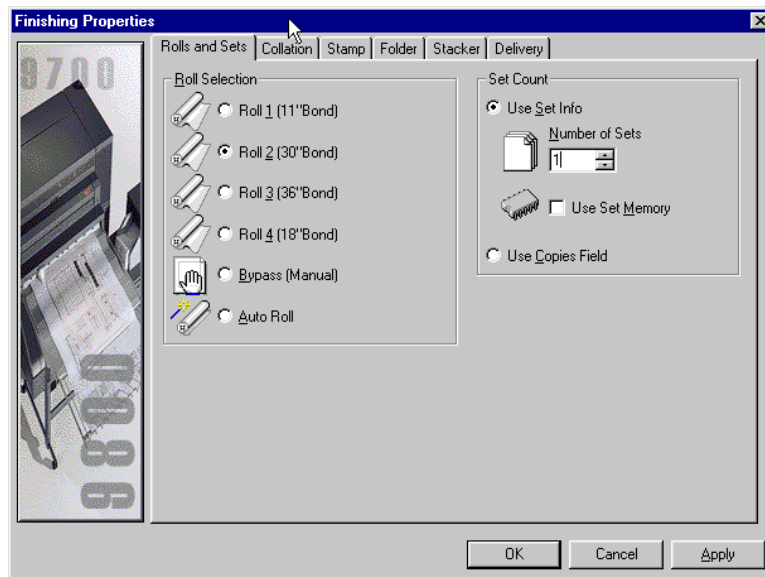 Finishing Properties
Rolls and Sets Collation Stamp Folder Stacker Delivery
9700
9800
Roll Selection
Roll 1 (11"Bond)
Roll 2 (30"Bond)
Roll 3 (36"Bond)
Roll 4 (18"Bond)
Bypass (Manual)
Auto Roll
Set Count
Use Set Info
Number of Sets
1
Use Set Memory
Use Copies Field
OK Cancel Apply